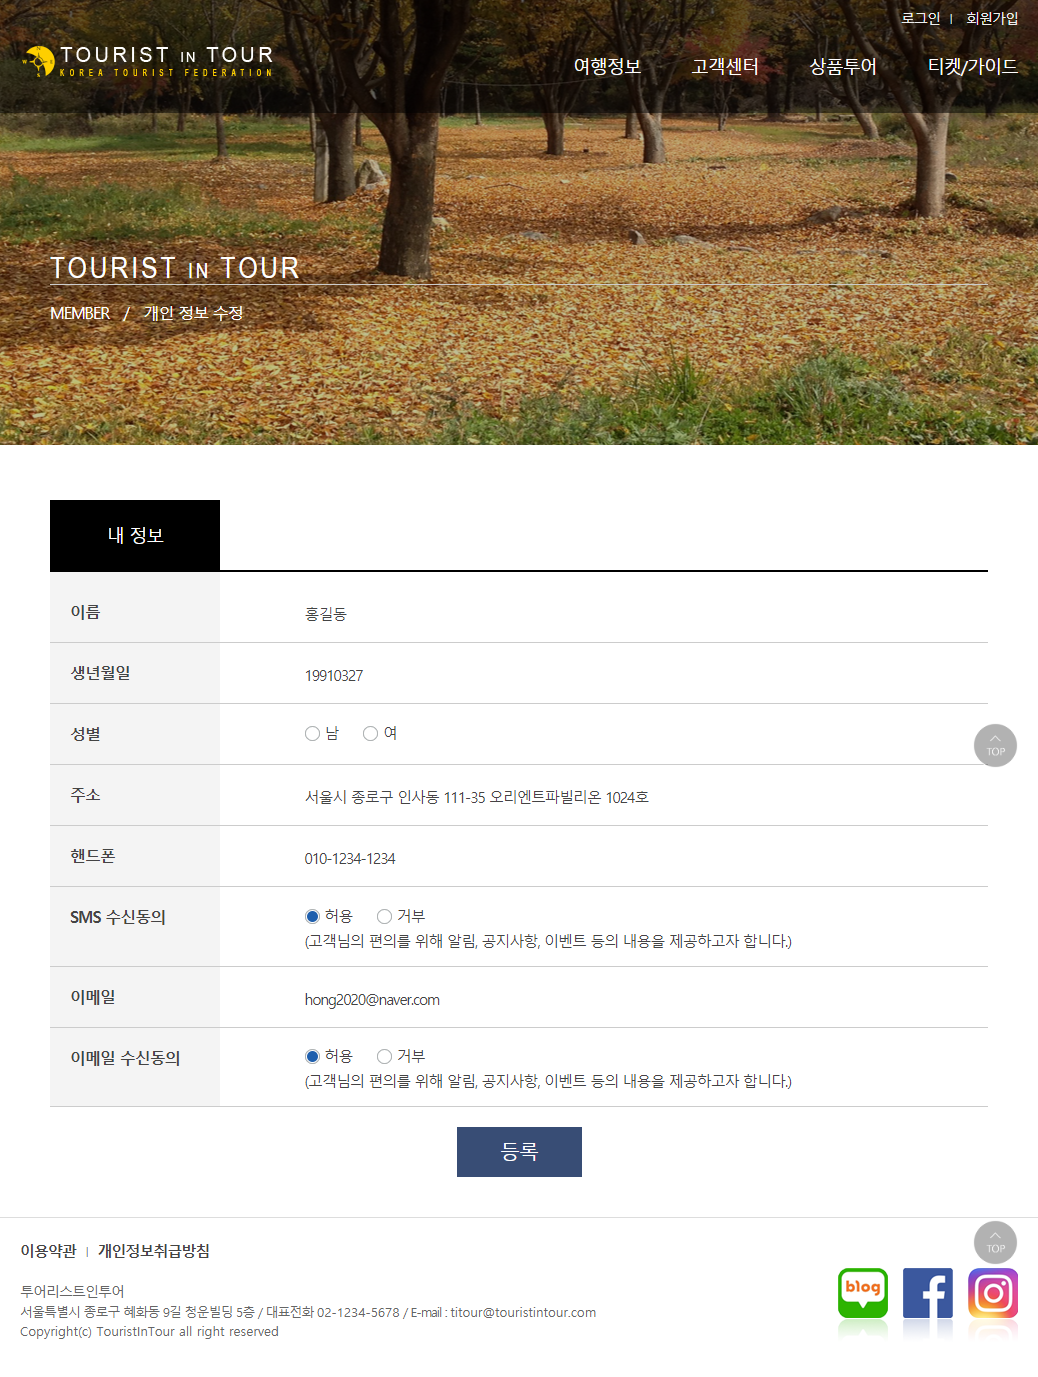 로그인 | 회원가입
TOURIST IN TOUR
KOREA TOURIST FEDERATION
여행정보 고객센터 상품투어 티켓/가이드
TOURIST IN TOUR
MEMBER / 개인 정보 수정
내 정보
이름 홍길동
생년월일 19910327
성별 남 여
TOP
주소 서울시 종로구 인사동 111-35 오리엔트파빌리온 1024호
핸드폰 010-1234-1234
SMS 수신동의 허용 거부
(고객님의 편의를 위해 알림, 공지사항, 이벤트 등의 내용을 제공하고자 합니다.)
이메일 hong2020@naver.com
이메일 수신동의 허용 거부
(고객님의 편의를 위해 알림, 공지사항, 이벤트 등의 내용을 제공하고자 합니다.)
등록
이용약관 | 개인정보취급방침
TOP
투어리스트인투어
서울특별시 종로구 혜화동 9길 청운빌딩 5층 / 대표전화 02-1234-5678 / E-mail : titour@touristintour.com
Copyright(c) TouristInTour all right reserved
blog